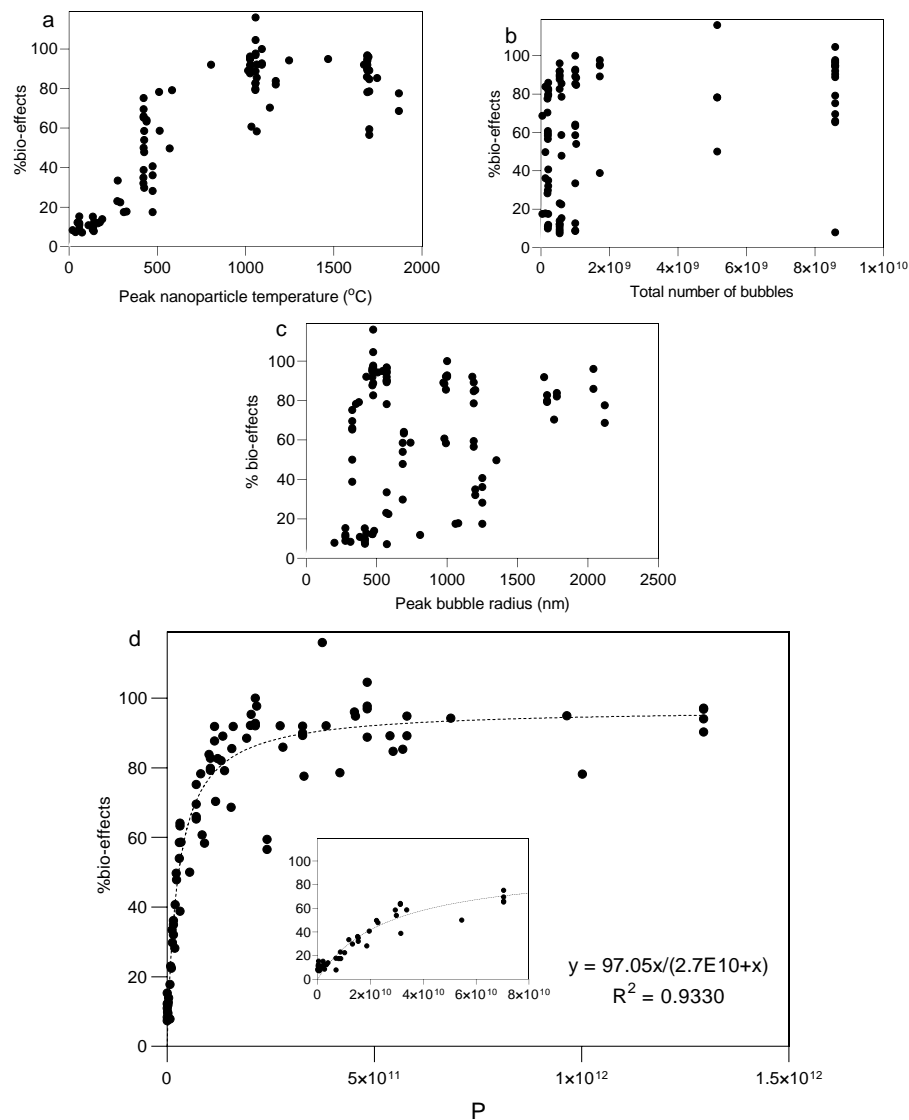 a
100
80
60
40
20
0
%bio-effects
0 500 1000 1500 2000
Peak nanoparticle temperature (°C)
b
100
80
60
40
20
0
%bio-effects
0 2×10⁹ 4×10⁹ 6×10⁹ 8×10⁹ 1×10¹⁰
Total number of bubbles
c
100
80
60
40
20
0
% bio-effects
0 500 1000 1500 2000 2500
Peak bubble radius (nm)
d
100
80
60
40
20
0
%bio-effects
100
80
60
40
20
0
0 2×10¹⁰ 4×10¹⁰ 6×10¹⁰ 8×10¹⁰
y = 97.05x/(2.7E10+x)
R² = 0.9330
0 5×10¹¹ 1×10¹² 1.5×10¹²
P